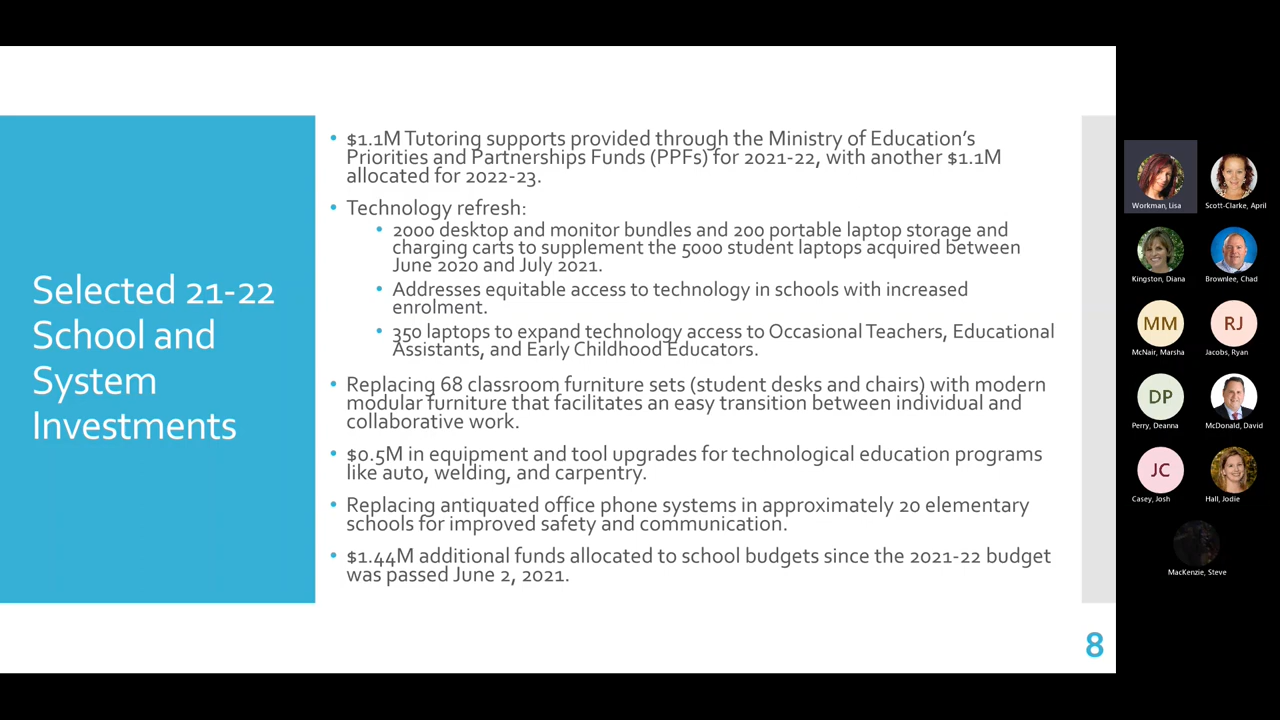 Selected 21-22
School and
System
Investments
• $1.1M Tutoring supports provided through the Ministry of Education's
Priorities and Partnerships Funds (PPFs) for 2021-22, with another $1.1M
allocated for 2022-23.
• Technology refresh:
• 2000 desktop and monitor bundles and 200 portable laptop storage and
charging carts to supplement the 5000 student laptops acquired between
June 2020 and July 2021.
• Addresses equitable access to technology in schools with increased
enrolment.
• 350 laptops to expand technology access to Occasional Teachers, Educational
Assistants, and Early Childhood Educators.
• Replacing 68 classroom furniture sets (student desks and chairs) with modern
modular furniture that facilitates an easy transition between individual and
collaborative work.
• $0.5M in equipment and tool upgrades for technological education programs
like auto, welding, and carpentry.
• Replacing antiquated office phone systems in approximately 20 elementary
schools for improved safety and communication.
• $1.44M additional funds allocated to school budgets since the 2021-22 budget
was passed June 2, 2021.
8
Workman, Lisa
Scott-Clarke, April
Kingston, Diana
Brownlee, Chad
MM
RJ
McNair, Marsha
Jacobs, Ryan
DP
Perry, Deanna
McDonald, David
JC
Casey, Josh
Hall, Jodie
MacKenzie, Steve